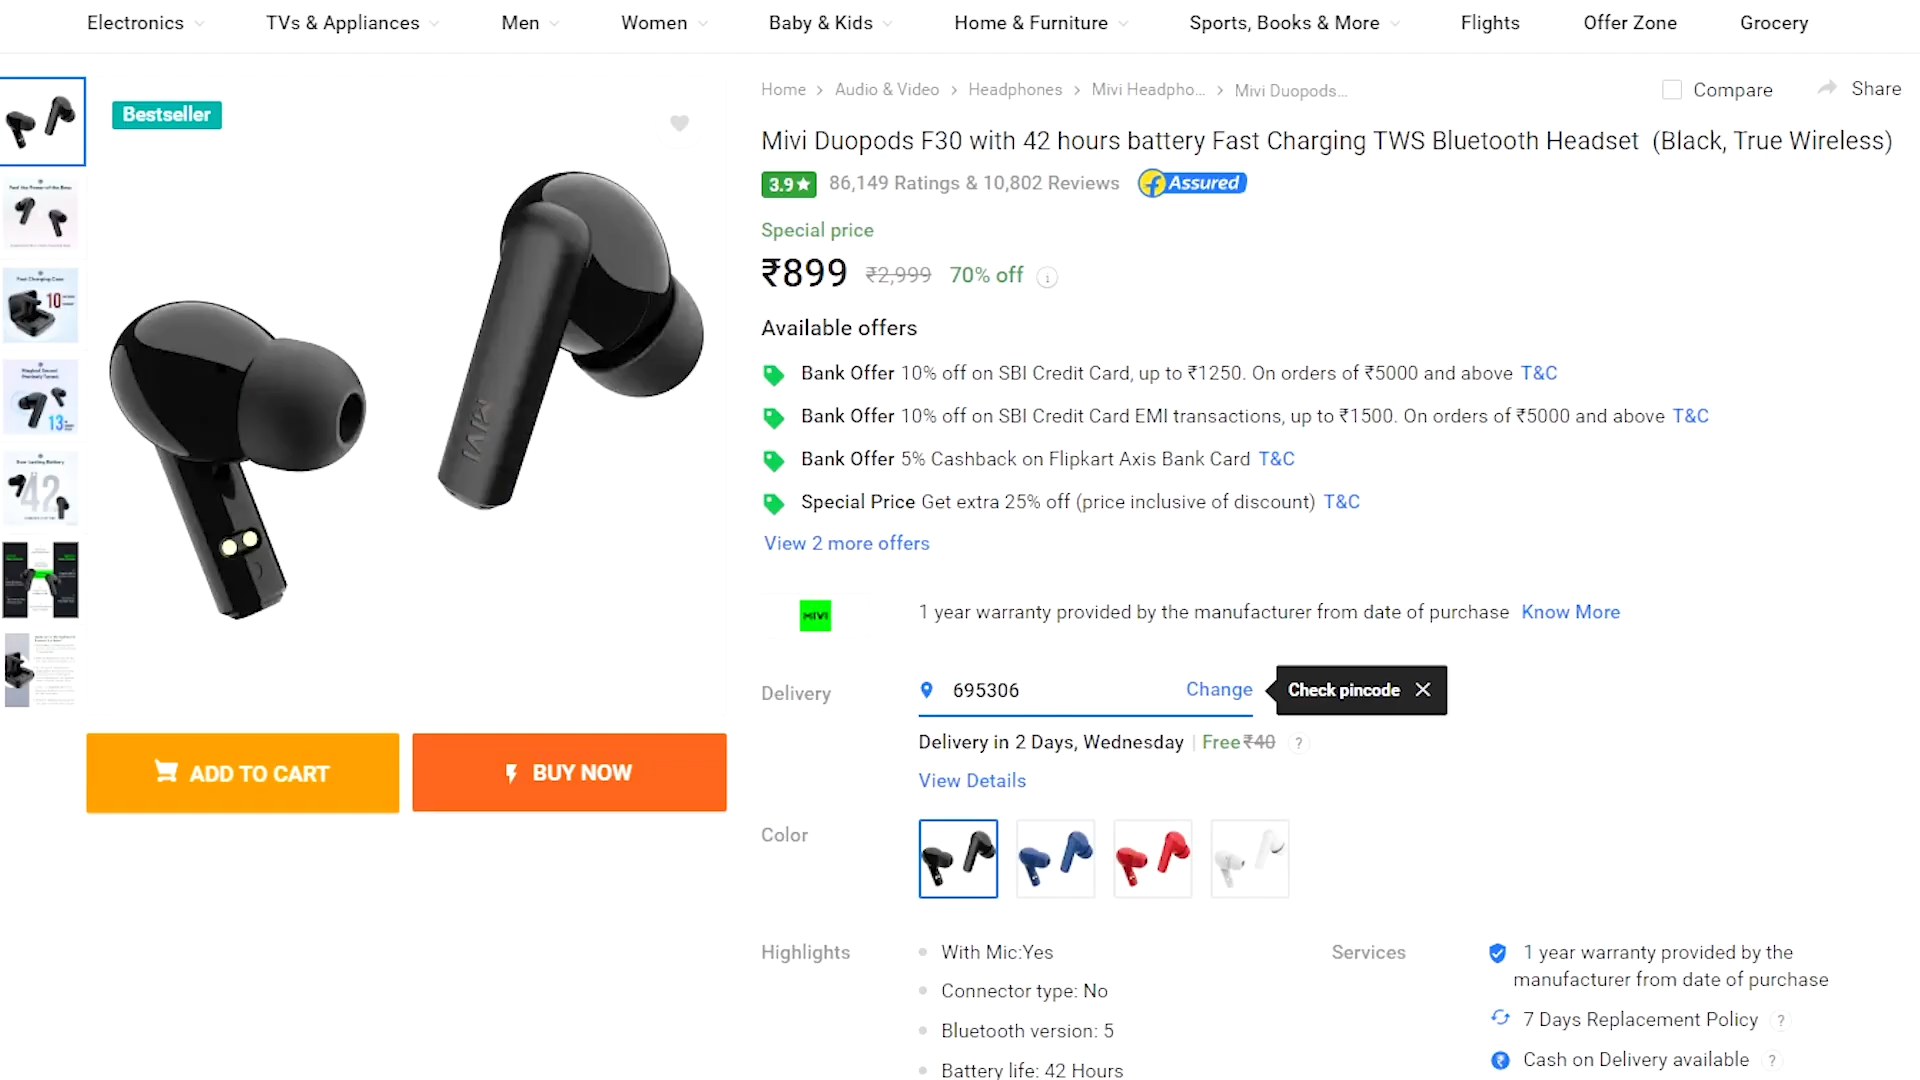 Electronics
TVs & Appliances
Men
Women
Baby & Kids
Home & Furniture
Sports, Books & More
Flights
Offer Zone
Grocery
Home > Audio & Video > Headphones > Mivi Headpho... > Mivi Duopods...
Compare
Share
Bestseller
Mivi Duopods F30 with 42 hours battery Fast Charging TWS Bluetooth Headset (Black, True Wireless)
3.9★ 86,149 Ratings & 10,802 Reviews
f Assured
Special price
₹899 ₹2,999 70% off
Available offers
Bank Offer 10% off on SBI Credit Card, up to ₹1250. On orders of ₹5000 and above T&C
Bank Offer 10% off on SBI Credit Card EMI transactions, up to ₹1500. On orders of ₹5000 and above T&C
Bank Offer 5% Cashback on Flipkart Axis Bank Card T&C
Special Price Get extra 25% off (price inclusive of discount) T&C
View 2 more offers
MIVI
MIVI
1 year warranty provided by the manufacturer from date of purchase Know More
Delivery
695306
Change
Check pincode
Delivery in 2 Days, Wednesday | Free ₹40 ?
View Details
10
13
42
ADD TO CART
BUY NOW
Color
Highlights
With Mic:Yes
Connector type: No
Bluetooth version: 5
Battery life: 42 Hours
Services
1 year warranty provided by the
manufacturer from date of purchase
7 Days Replacement Policy ?
Cash on Delivery available ?